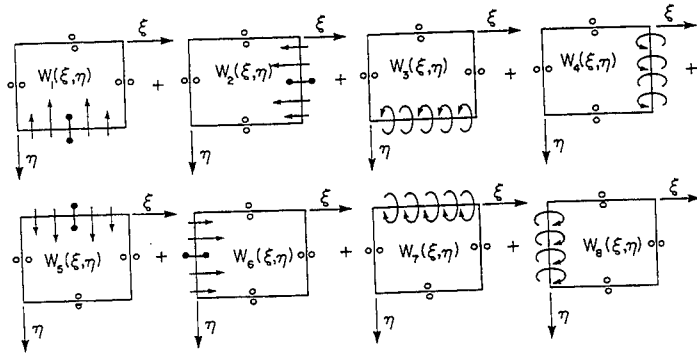 ξ ξ ξ ξ
W₁(ξ,η) + W₂(ξ,η) + W₃(ξ,η) + W₄(ξ,η) +
η η η η
ξ ξ ξ ξ
W₅(ξ,η) + W₆(ξ,η) + W₇(ξ,η) + W₈(ξ,η)
η η η η